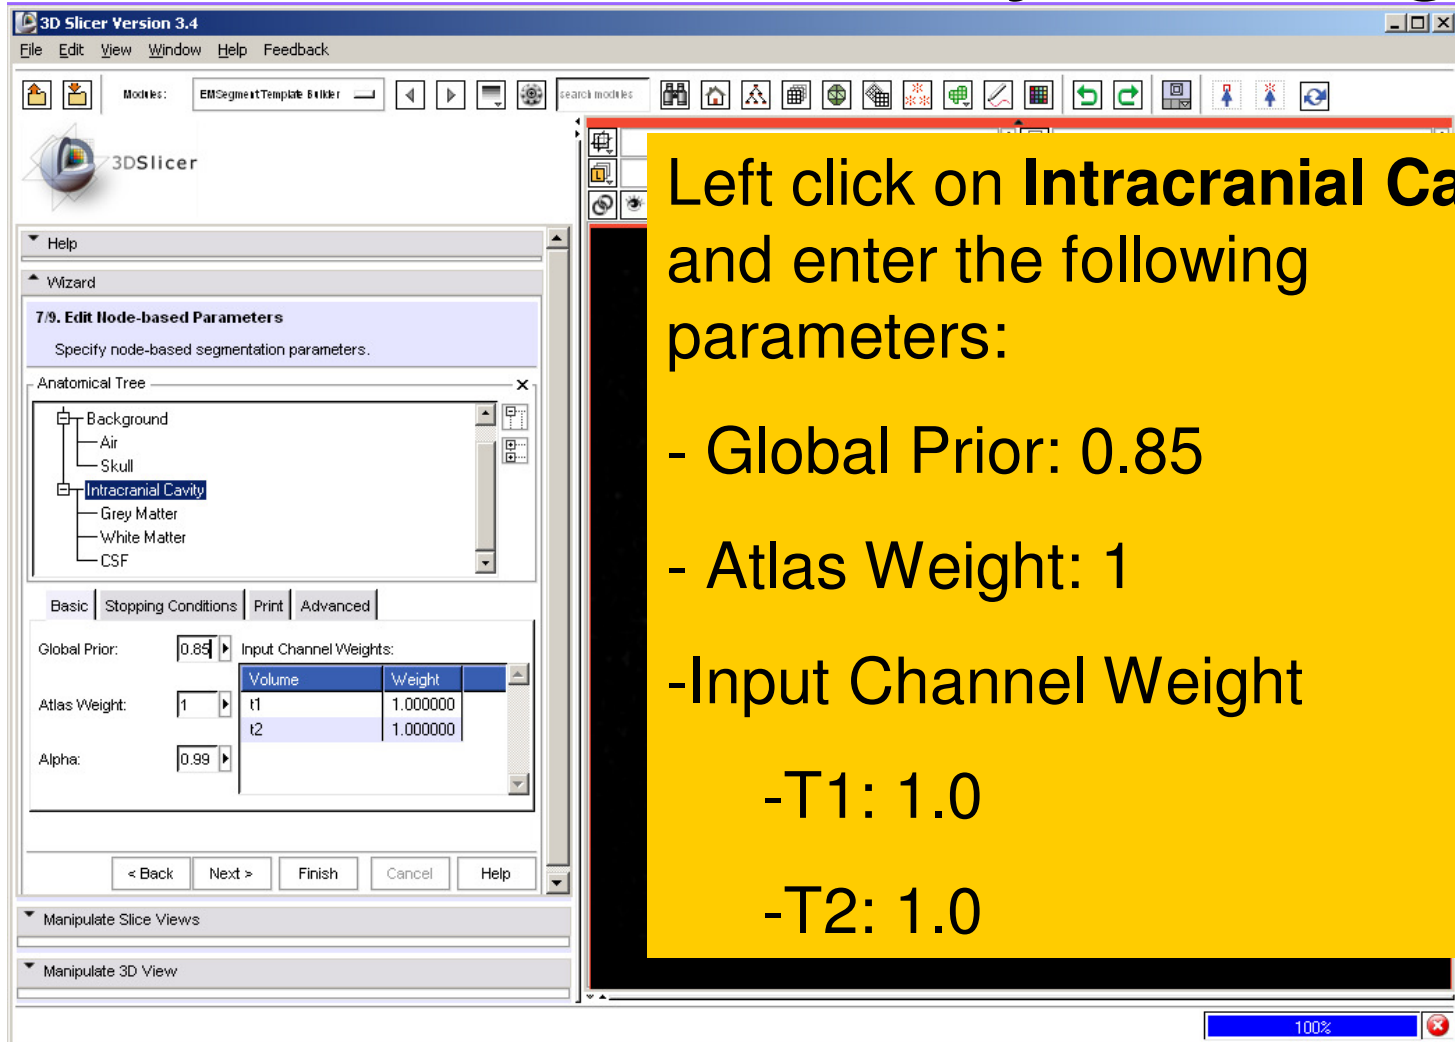 3D Slicer Version 3.4
File Edit View Window Help Feedback
Modules: EMSegment Template Builder search modules
3DSlicer
Help
Wizard
7/9. Edit Node-based Parameters
Specify node-based segmentation parameters.
Anatomical Tree
Background
Air
Skull
Intracranial Cavity
Grey Matter
White Matter
CSF
Basic Stopping Conditions Print Advanced
Global Prior: 0.85 Input Channel Weights:
Volume Weight
Atlas Weight: 1 t1 1.000000
t2 1.000000
Alpha: 0.99
< Back Next > Finish Cancel Help
Manipulate Slice Views
Manipulate 3D View
Left click on Intracranial Ca
and enter the following
parameters:
- Global Prior: 0.85
- Atlas Weight: 1
-Input Channel Weight
-T1: 1.0
-T2: 1.0
100%